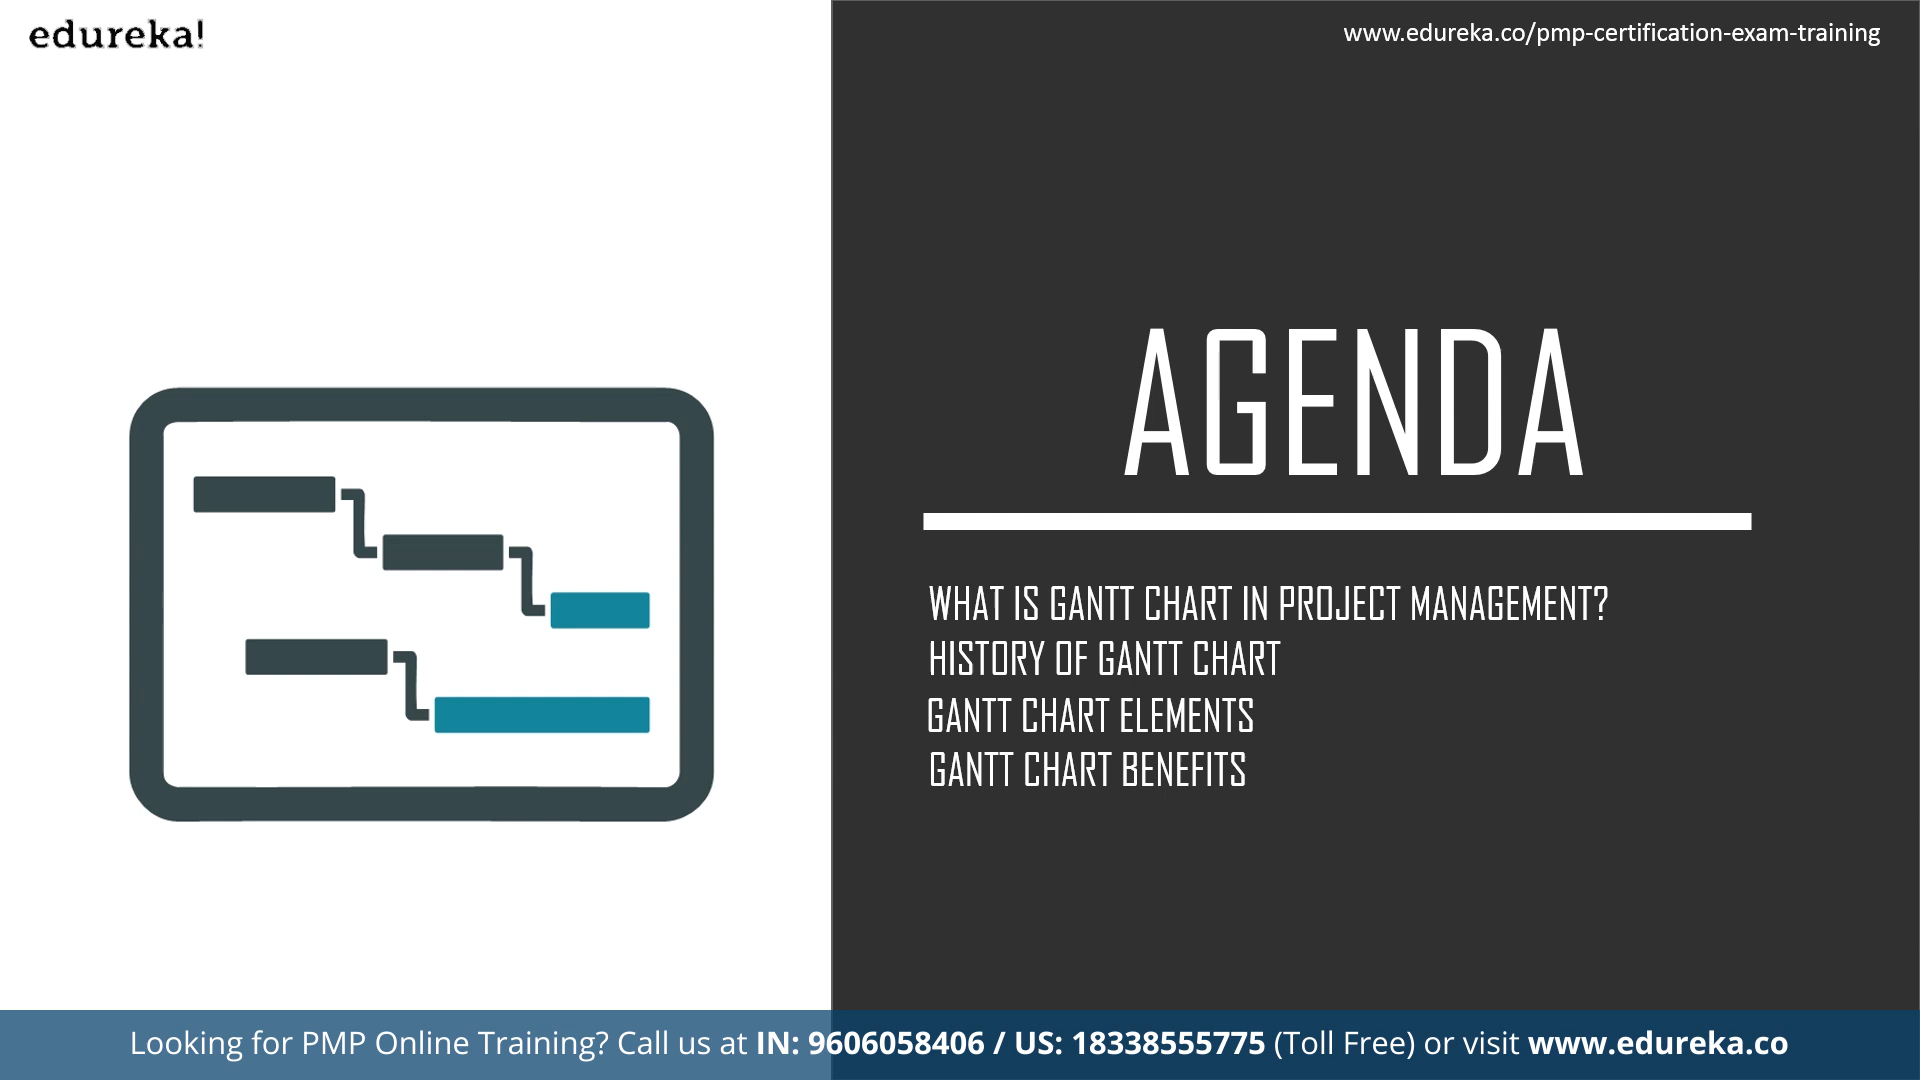 edureka!
www.edureka.co/pmp-certification-exam-training
AGENDA
WHAT IS GANTT CHART IN PROJECT MANAGEMENT?
HISTORY OF GANTT CHART
GANTT CHART ELEMENTS
GANTT CHART BENEFITS
Looking for PMP Online Training? Call us at IN: 9606058406 / US: 18338555775 (Toll Free) or visit www.edureka.co